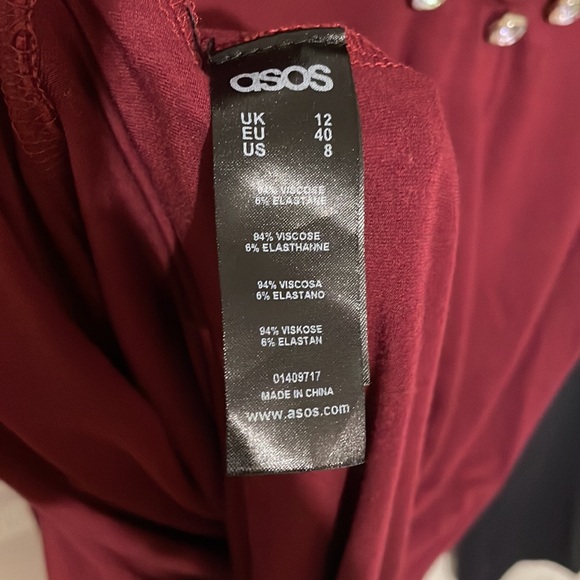 asos
UK 12
EU 40
US 8
94% VISCOSE
6% ELASTANE
94% VISCOSE
6% ELASTHANNE
94% VISCOSA
6% ELASTANO
94% VISKOSE
6% ELASTAN
01409717
MADE IN CHINA
www.asos.com